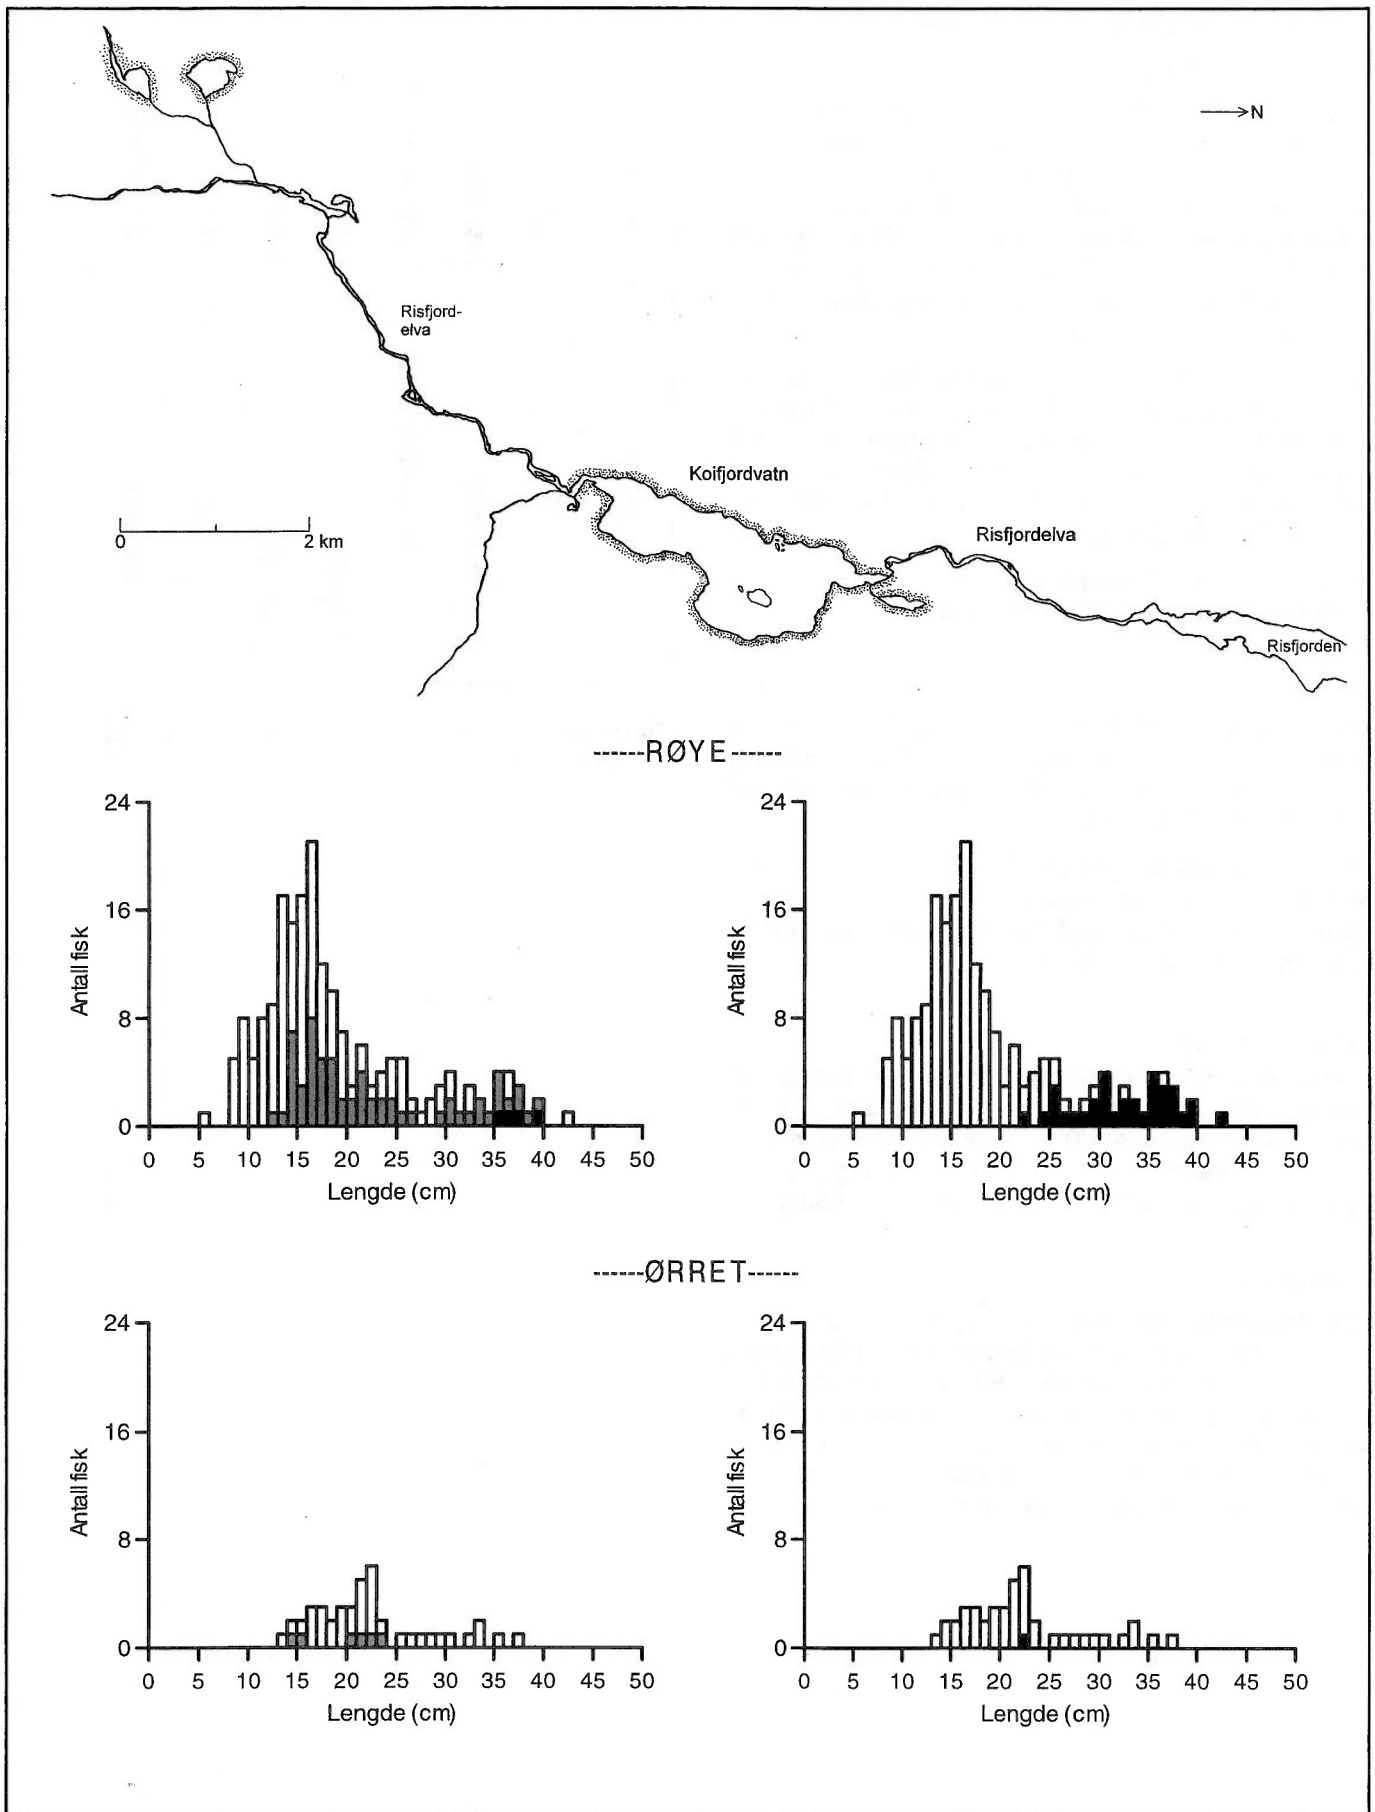 N
Risfjord-
elva
Koifjordvatn
Risfjordelva
0 2 km
Risfjorden
------RØYE------
24
16
8
0
Antall fisk
0 5 10 15 20 25 30 35 40 45 50
Lengde (cm)
24
16
8
0
Antall fisk
0 5 10 15 20 25 30 35 40 45 50
Lengde (cm)
------ØRRET------
24
16
8
0
Antall fisk
0 5 10 15 20 25 30 35 40 45 50
Lengde (cm)
24
16
8
0
Antall fisk
0 5 10 15 20 25 30 35 40 45 50
Lengde (cm)